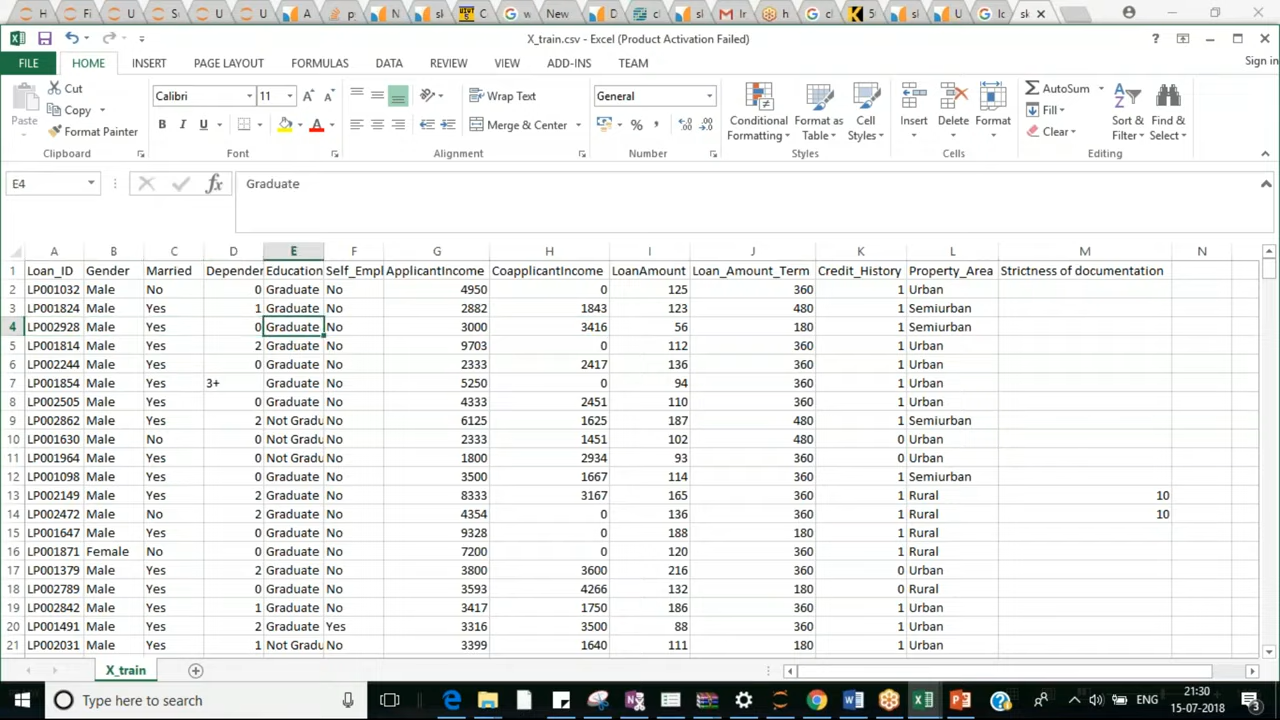 H Fi U St U D U A p N sk UIUT5 C w New D cl sl Ir h cl K 5 sl U Ic sk
X_train.csv - Excel (Product Activation Failed)
FILE HOME INSERT PAGE LAYOUT FORMULAS DATA REVIEW VIEW ADD-INS TEAM Sign in
Cut
Copy
Format Painter
Paste
Clipboard
Calibri 11
B I U
Font
Wrap Text
Merge & Center
Alignment
General
% ,
Number
Conditional Formatting
Format as Table
Cell Styles
Styles
Insert Delete Format
Cells
AutoSum
Fill
Clear
Sort & Filter
Find & Select
Editing
E4 fx Graduate
A B C D E F G H I J K L M N
1 Loan_ID Gender Married Depender Education Self_Empl ApplicantIncome CoapplicantIncome LoanAmount Loan_Amount_Term Credit_History Property_Area Strictness of documentation
2 LP001032 Male No 0 Graduate No 4950 0 125 360 1 Urban
3 LP001824 Male Yes 1 Graduate No 2882 1843 123 480 1 Semiurban
4 LP002928 Male Yes 0 Graduate No 3000 3416 56 180 1 Semiurban
5 LP001814 Male Yes 2 Graduate No 9703 0 112 360 1 Urban
6 LP002244 Male Yes 0 Graduate No 2333 2417 136 360 1 Urban
7 LP001854 Male Yes 3+ Graduate No 5250 0 94 360 1 Urban
8 LP002505 Male Yes 0 Graduate No 4333 2451 110 360 1 Urban
9 LP002862 Male Yes 2 Not Gradu No 6125 1625 187 480 1 Semiurban
10 LP001630 Male No 0 Not Gradu No 2333 1451 102 480 0 Urban
11 LP001964 Male Yes 0 Not Gradu No 1800 2934 93 360 0 Urban
12 LP001098 Male Yes 0 Graduate No 3500 1667 114 360 1 Semiurban
13 LP002149 Male Yes 2 Graduate No 8333 3167 165 360 1 Rural 10
14 LP002472 Male No 2 Graduate No 4354 0 136 360 1 Rural 10
15 LP001647 Male Yes 0 Graduate No 9328 0 188 180 1 Rural
16 LP001871 Female No 0 Graduate No 7200 0 120 360 1 Rural
17 LP001379 Male Yes 2 Graduate No 3800 3600 216 360 0 Urban
18 LP002789 Male Yes 0 Graduate No 3593 4266 132 180 0 Rural
19 LP002842 Male Yes 1 Graduate No 3417 1750 186 360 1 Urban
20 LP001491 Male Yes 2 Graduate Yes 3316 3500 88 360 1 Urban
21 LP002031 Male Yes 1 Not Gradu No 3399 1640 111 180 1 Urban
X_train
Type here to search
ENG
21:30
15-07-2018
3